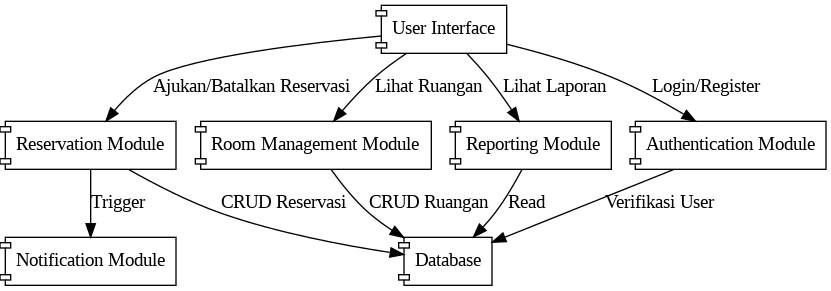 User Interface
Ajukan/Batalkan Reservasi
Lihat Ruangan
Lihat Laporan
Login/Register
Reservation Module
Room Management Module
Reporting Module
Authentication Module
Trigger
CRUD Reservasi
CRUD Ruangan
Read
Verifikasi User
Notification Module
Database